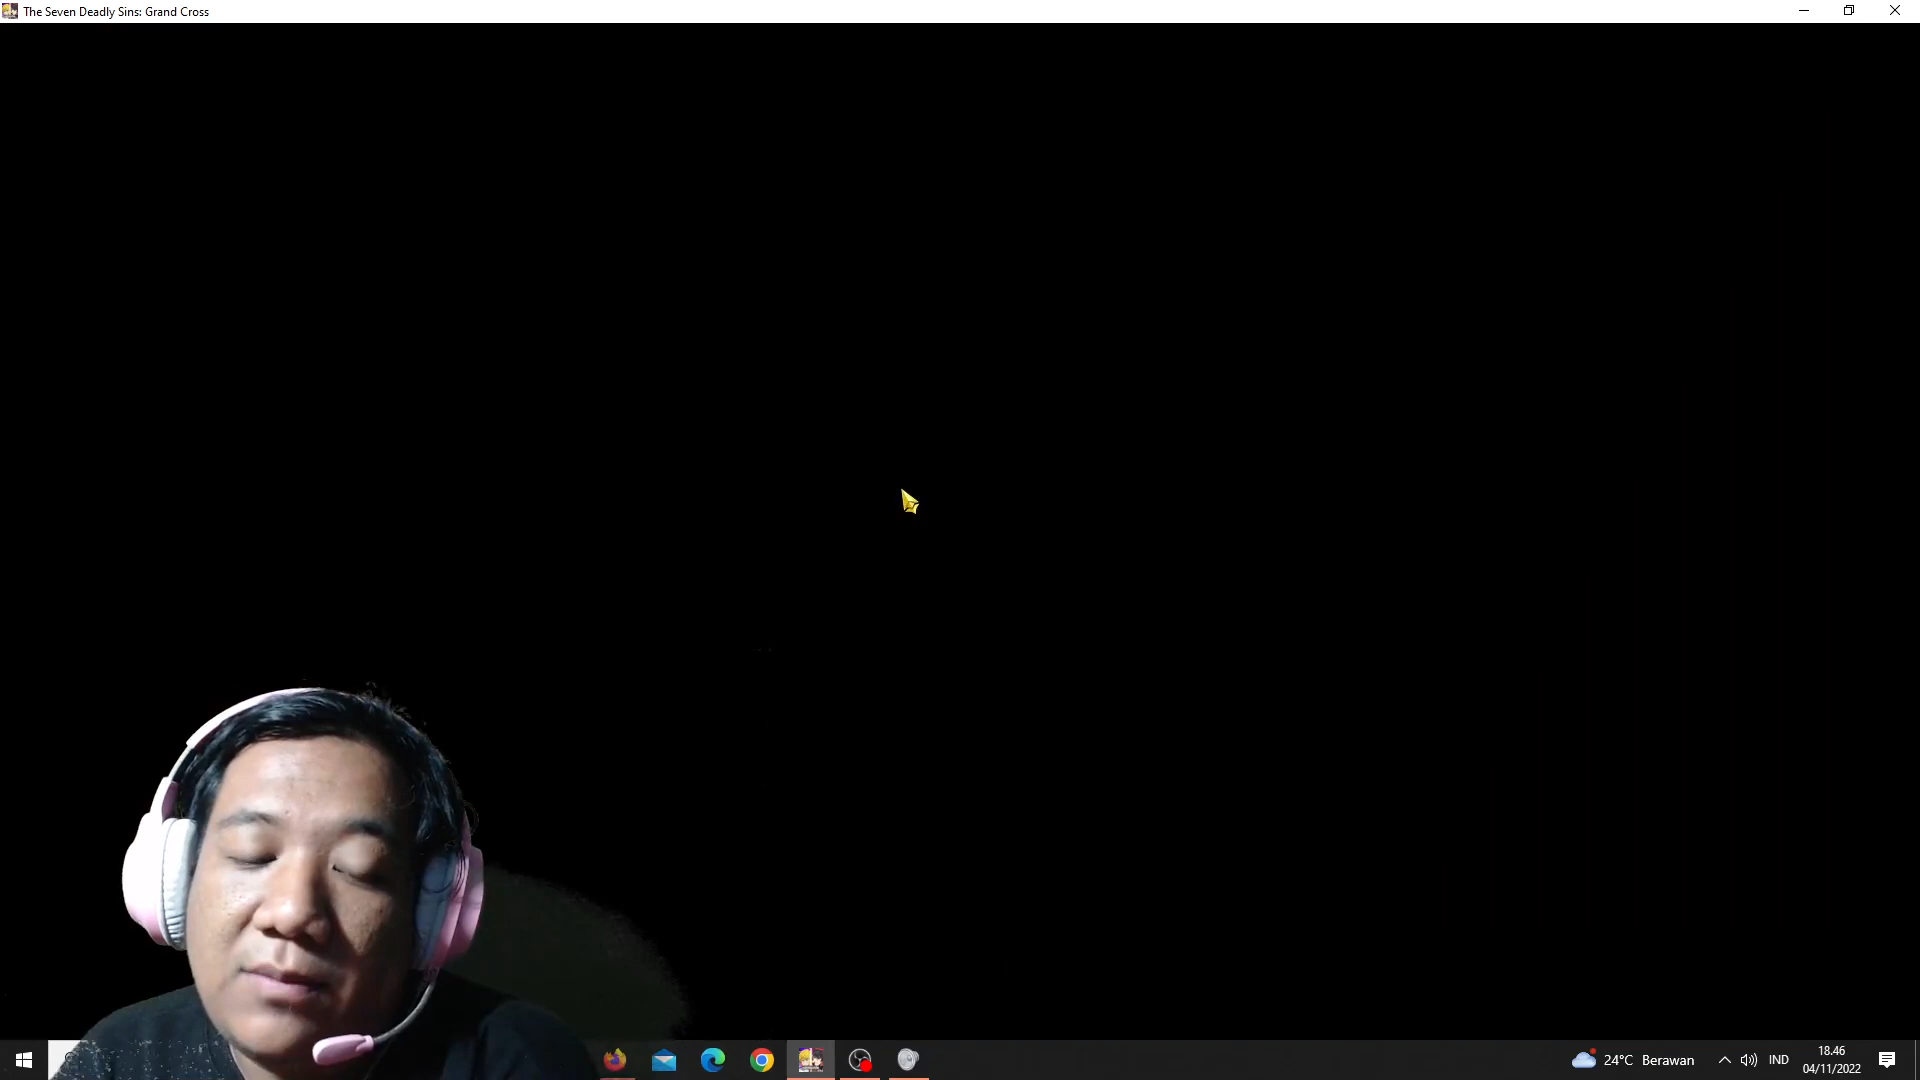 The Seven Deadly Sins: Grand Cross
24°C Berawan
IND
18.46
04/11/2022